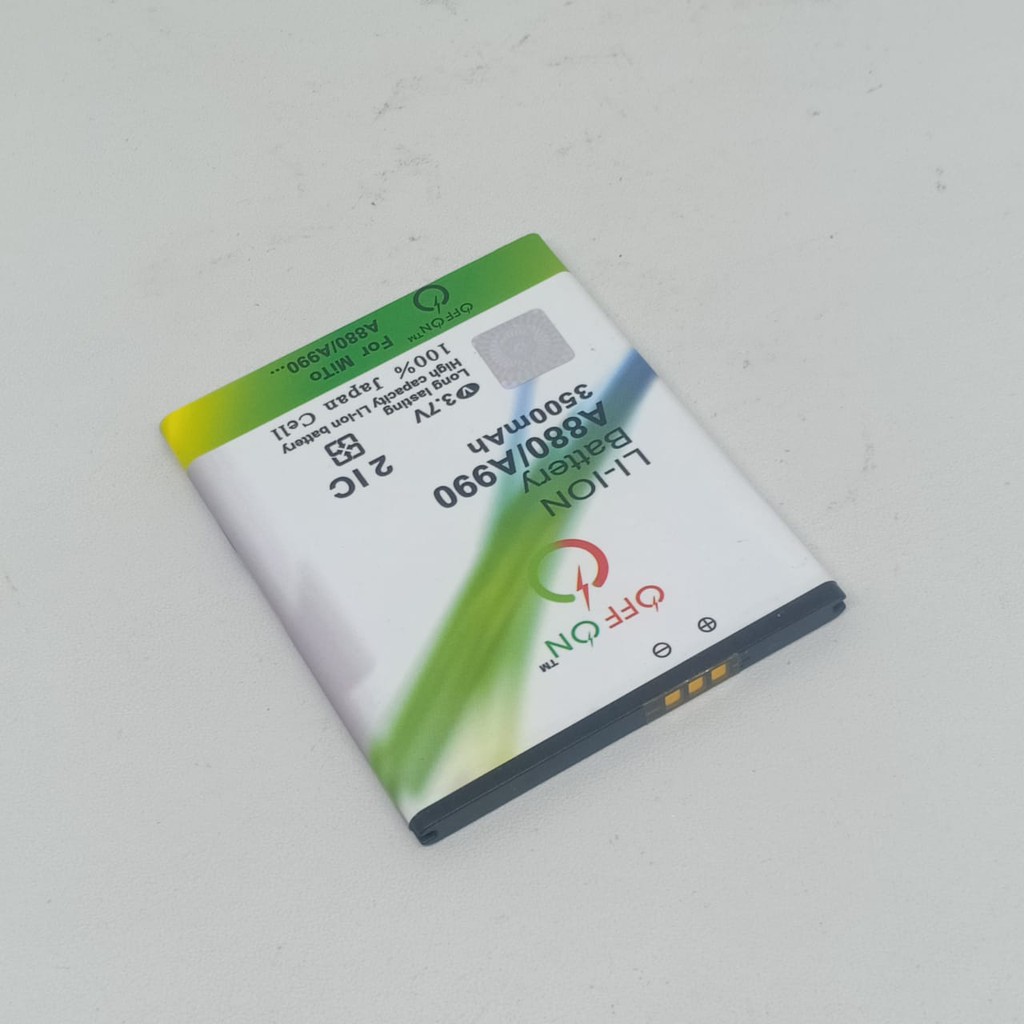 OFF ON™
LI-ION
Battery
A880/A990
3500mAh
2 IC
3.7V
Long lasting
High capacity Li-ion battery
100% Japan Cell
OFF ON™
For MiTo
A880/A990...